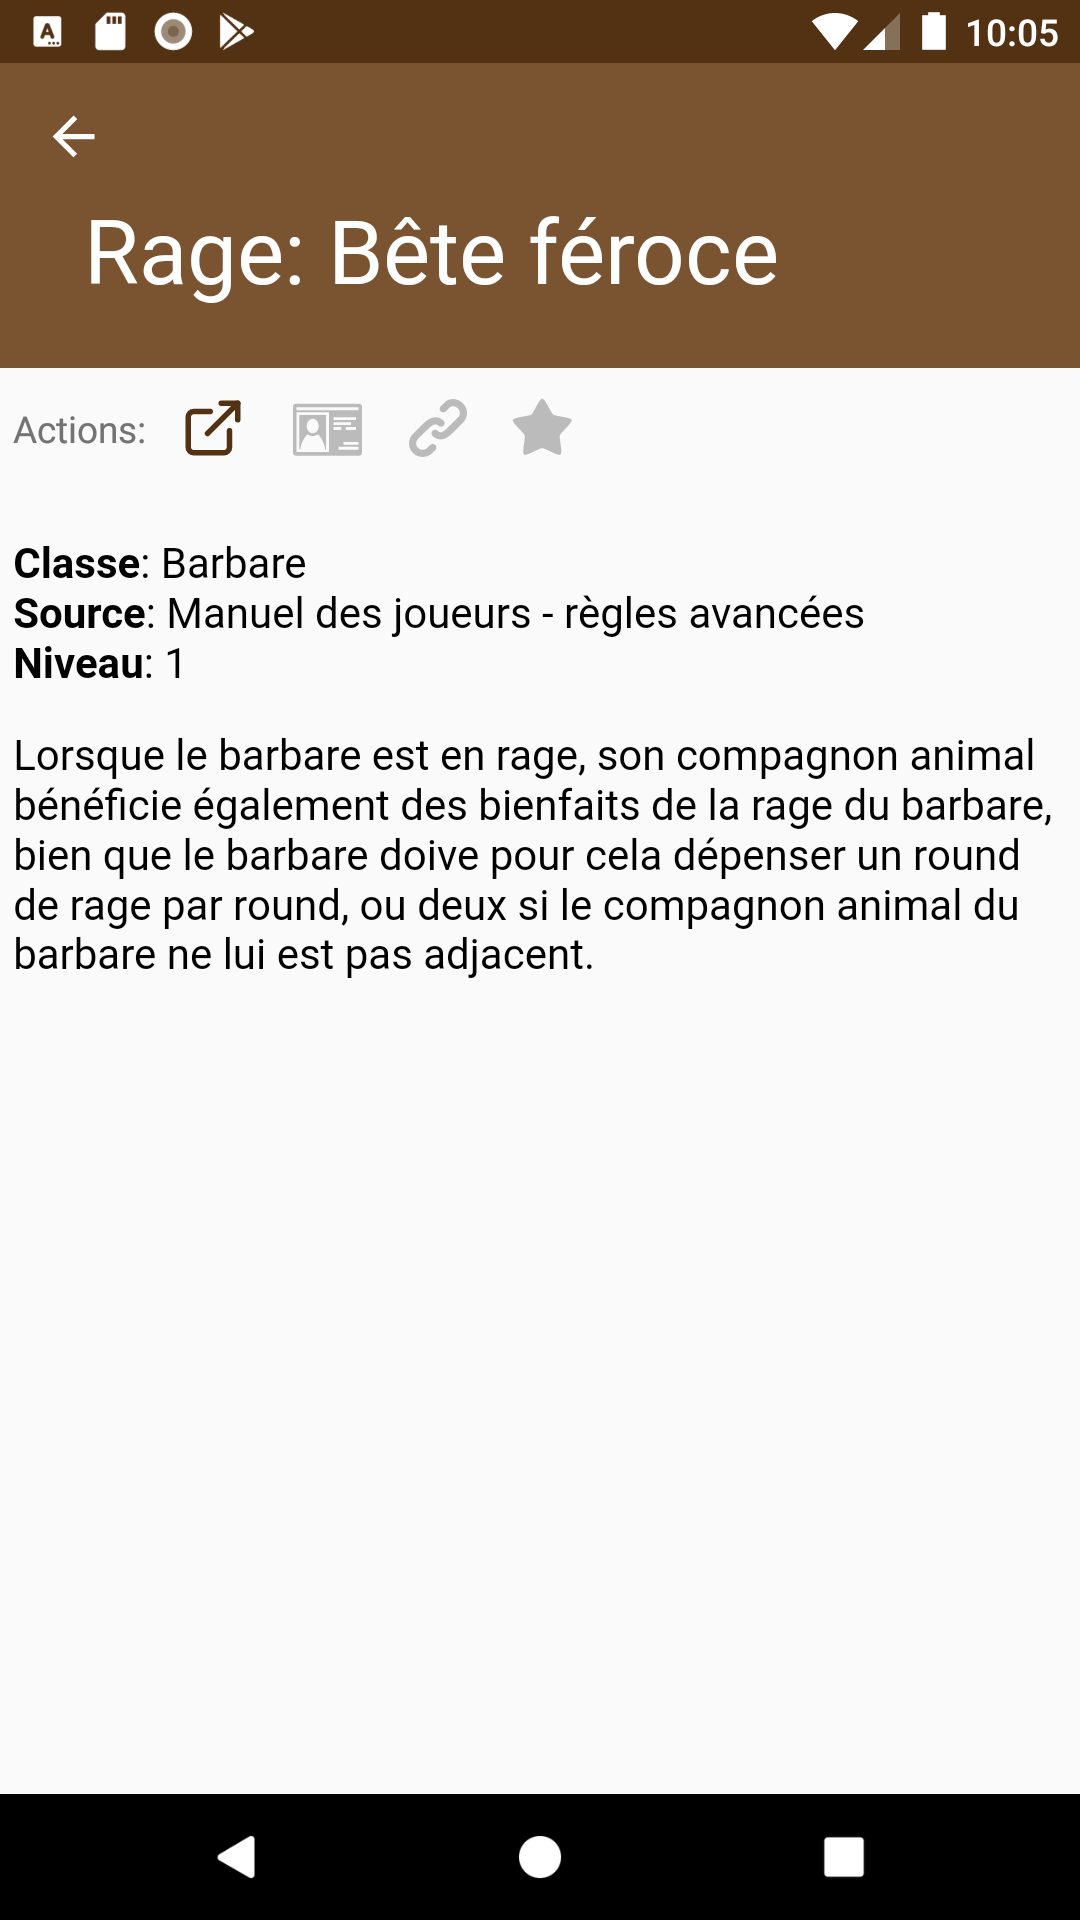 10:05
Rage: Bête féroce
Actions:
Classe: Barbare
Source: Manuel des joueurs - règles avancées
Niveau: 1
Lorsque le barbare est en rage, son compagnon animal
bénéficie également des bienfaits de la rage du barbare,
bien que le barbare doive pour cela dépenser un round
de rage par round, ou deux si le compagnon animal du
barbare ne lui est pas adjacent.